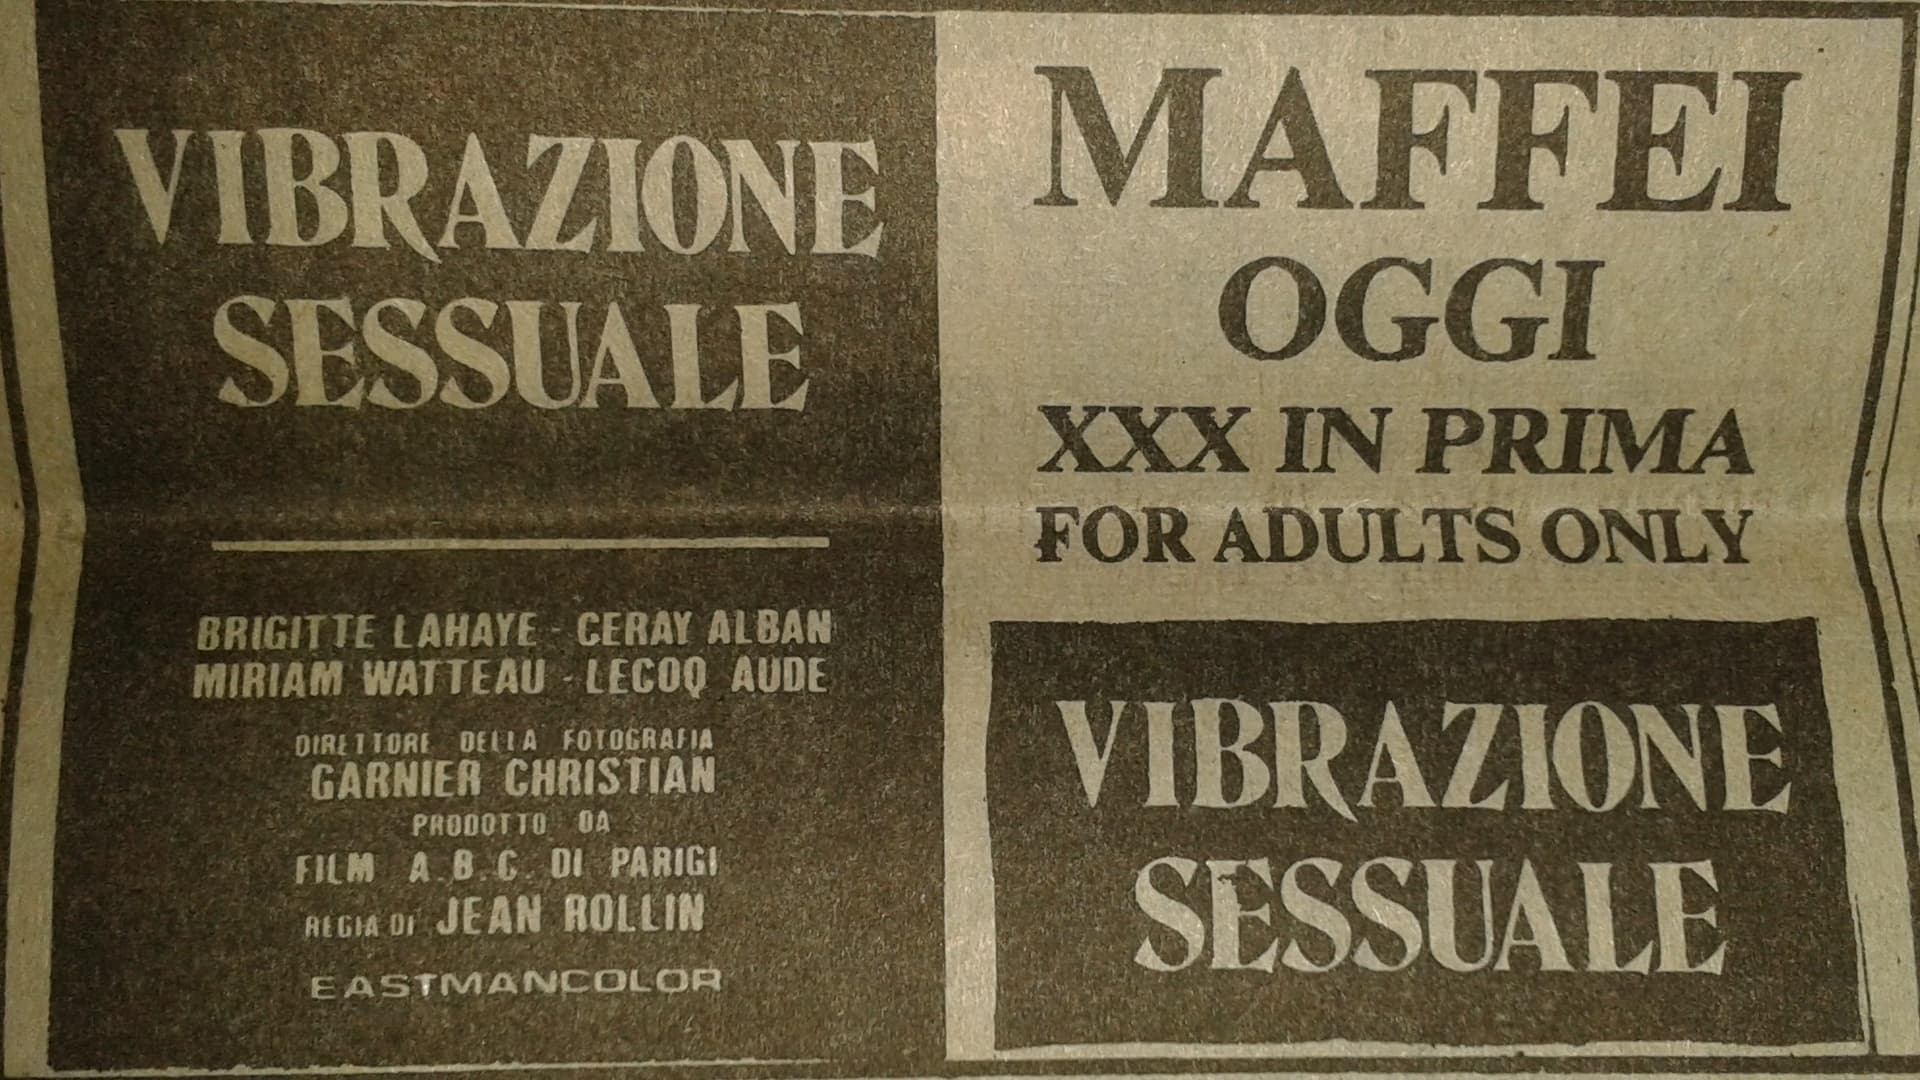 VIBRAZIONE
SESSUALE
BRIGITTE LAHAYE - CERAY ALBAN
MIRIAM WATTEAU - LECOQ AUDE
DIRETTORE DELLA FOTOGRAFIA
GARNIER CHRISTIAN
PRODOTTO DA
FILM A.B.C. DI PARIGI
REGIA DI JEAN ROLLIN
EASTMANCOLOR
MAFFEI
OGGI
XXX IN PRIMA
FOR ADULTS ONLY
VIBRAZIONE
SESSUALE